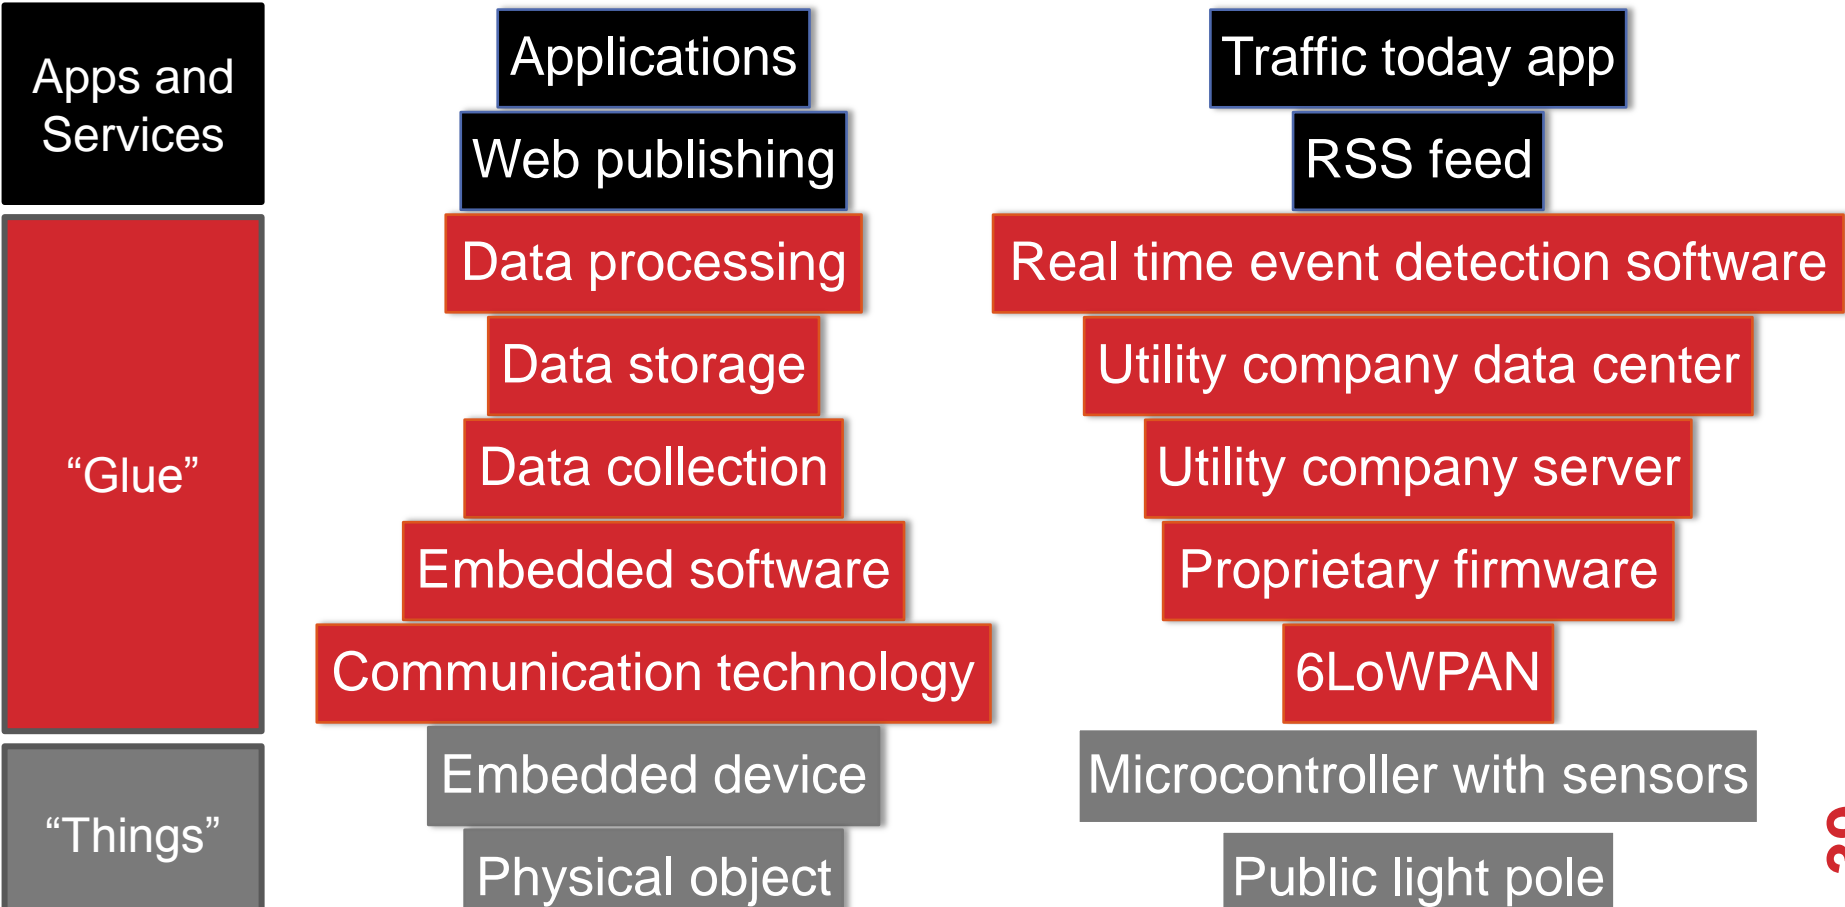 Apps and
Services
“Glue”
“Things”
Applications
Web publishing
Data processing
Data storage
Data collection
Embedded software
Communication technology
Embedded device
Physical object
Traffic today app
RSS feed
Real time event detection software
Utility company data center
Utility company server
Proprietary firmware
6LoWPAN
Microcontroller with sensors
Public light pole